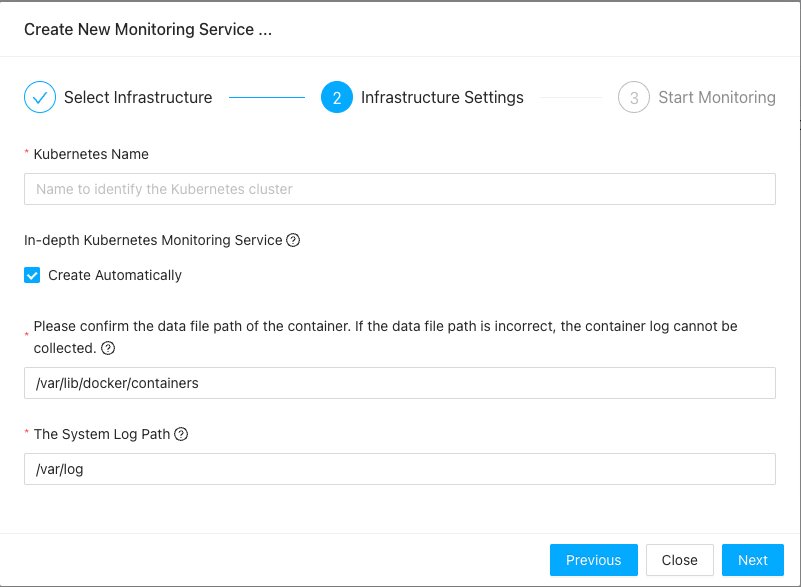 Create New Monitoring Service ...
Select Infrastructure
2 Infrastructure Settings
3 Start Monitoring
* Kubernetes Name
Name to identify the Kubernetes cluster
In-depth Kubernetes Monitoring Service ?
Create Automatically
* Please confirm the data file path of the container. If the data file path is incorrect, the container log cannot be
collected. ?
/var/lib/docker/containers
* The System Log Path ?
/var/log
Previous Close Next